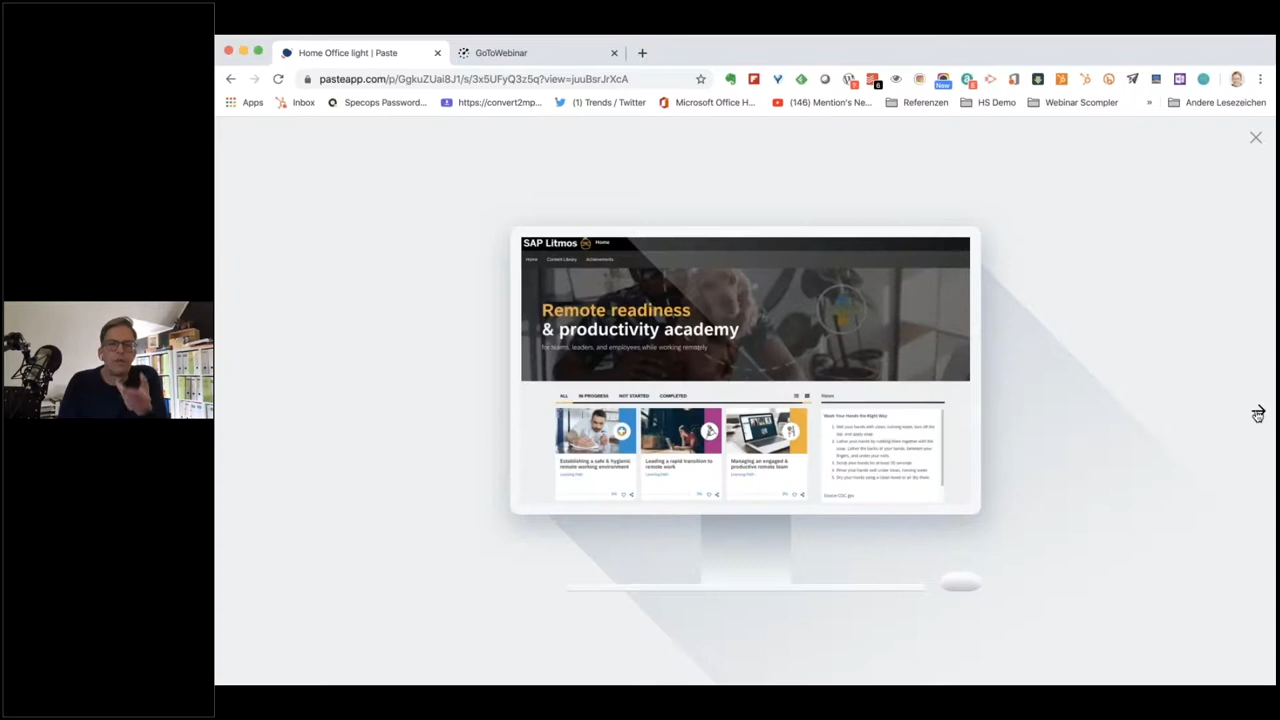 Home Office light | Paste
GoToWebinar
pasteapp.com/p/GgkuZUai8J1/s/3x5UFyQ3z5q?view=juuBsrJrXcA
6
New
Apps
Inbox
Specops Password...
https://convert2mp...
(1) Trends / Twitter
Microsoft Office H...
(146) Mention's Ne...
Referenzen
HS Demo
Webinar Scompler
»
Andere Lesezeichen
SAP Litmos
Home
Home
Content Library
Achievements
Remote readiness
& productivity academy
for teams, leaders, and employees while working remotely
ALL
IN PROGRESS
NOT STARTED
COMPLETED
News
Establishing a safe & hygienic
remote working environment
Learning Path
Leading a rapid transition to
remote work
Learning Path
Managing an engaged &
productive remote team
Learning Path
Wash Your Hands the Right Way: